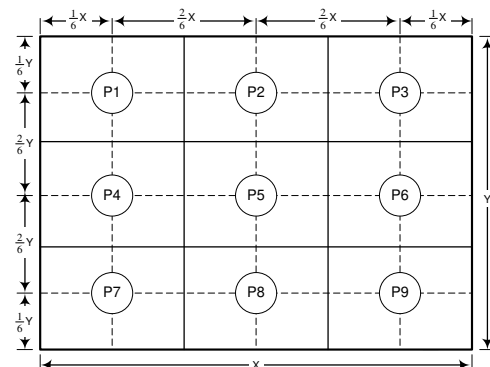 1/6 X 2/6 X 2/6 X 1/6 X
1/6 Y
P1 P2 P3
2/6 Y
P4 P5 P6 Y
2/6 Y
P7 P8 P9
1/6 Y
X